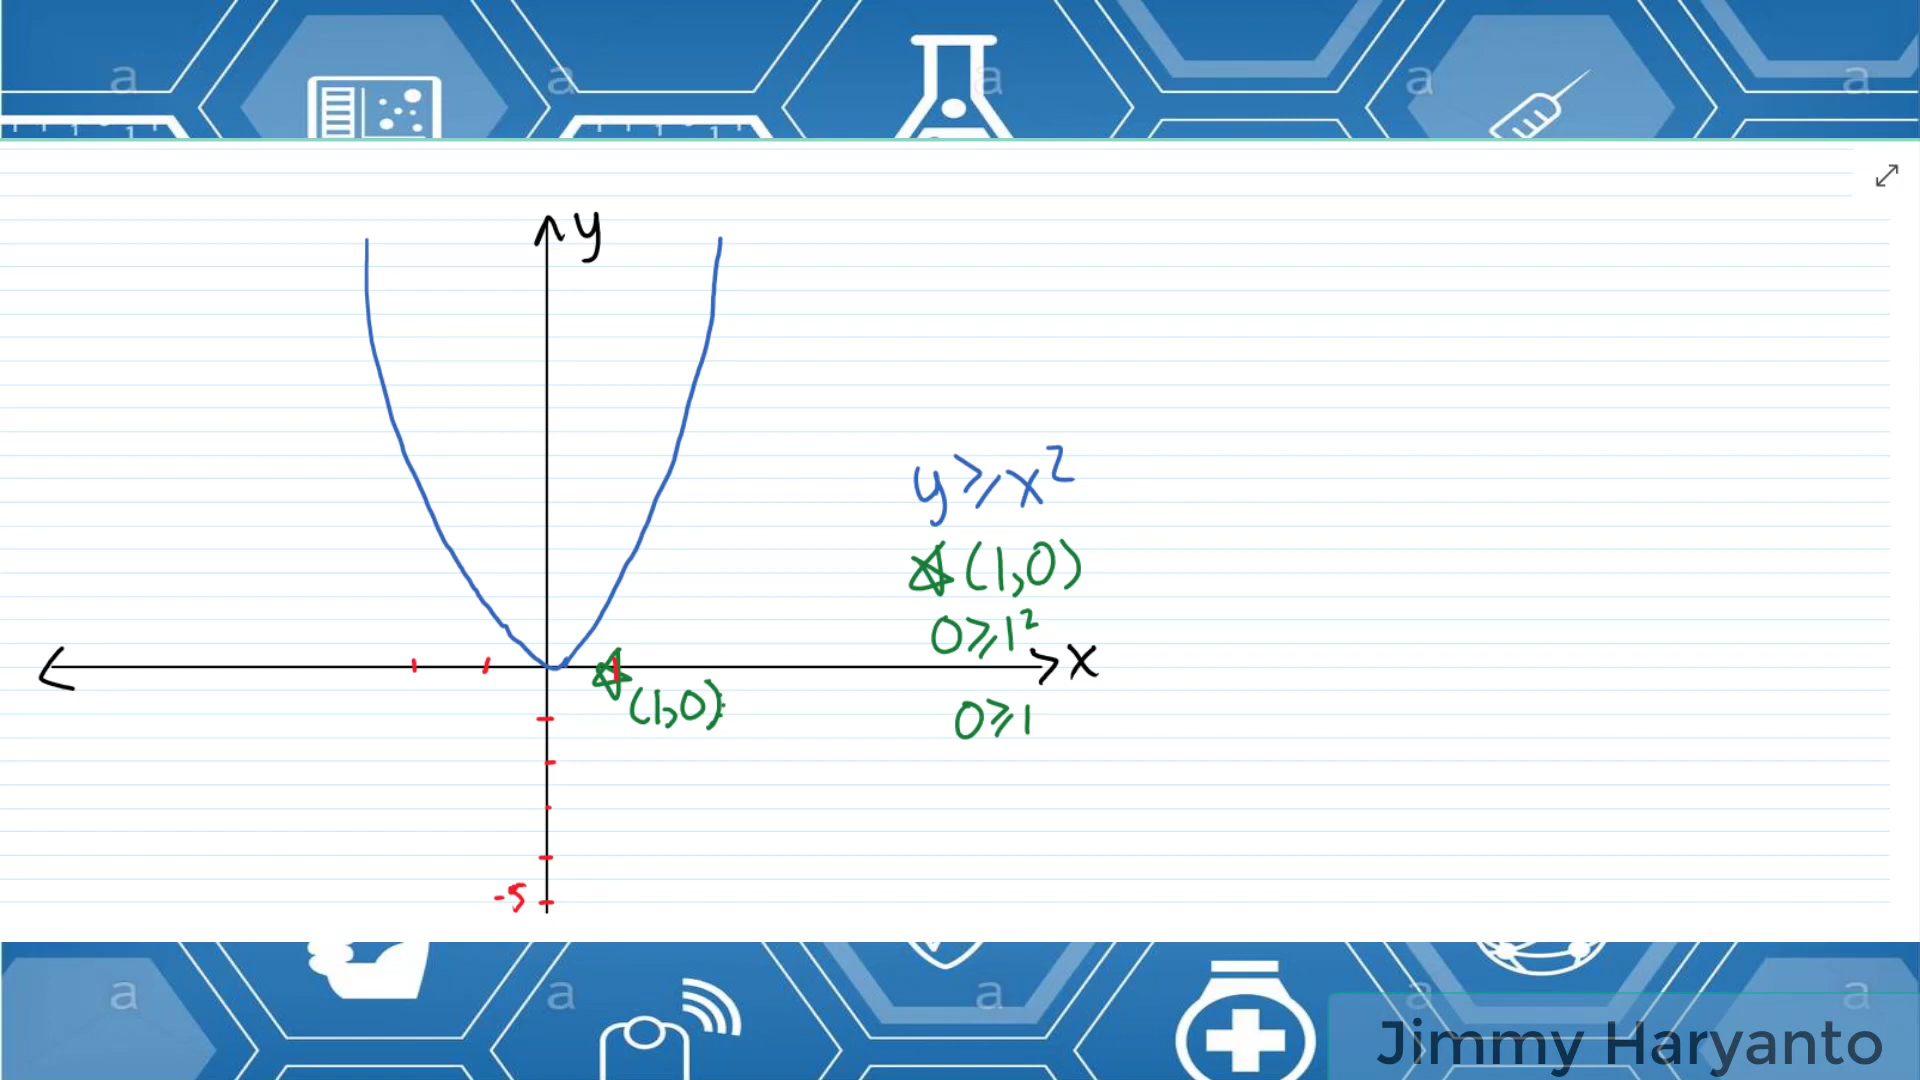 y
y ≥ x²
(1,0)
0 ≥ 1²
x
(1,0)
0 ≥ 1
-5
Jimmy Haryanto
a a a a a
a a a a a